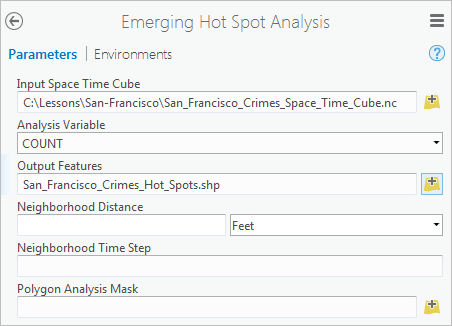 Emerging Hot Spot Analysis
Parameters | Environments
?
Input Space Time Cube
C:\Lessons\San-Francisco\San_Francisco_Crimes_Space_Time_Cube.nc
Analysis Variable
COUNT
Output Features
San_Francisco_Crimes_Hot_Spots.shp
Neighborhood Distance
Feet
Neighborhood Time Step
Polygon Analysis Mask